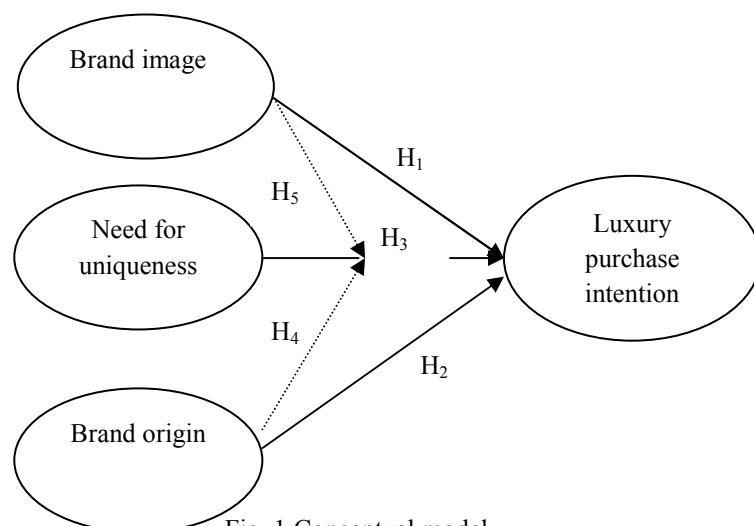 Brand image
H₁
H₅
Need for
uniqueness
H₃
Luxury
purchase
intention
H₄
H₂
Brand origin
Fig. 1 Conceptual model